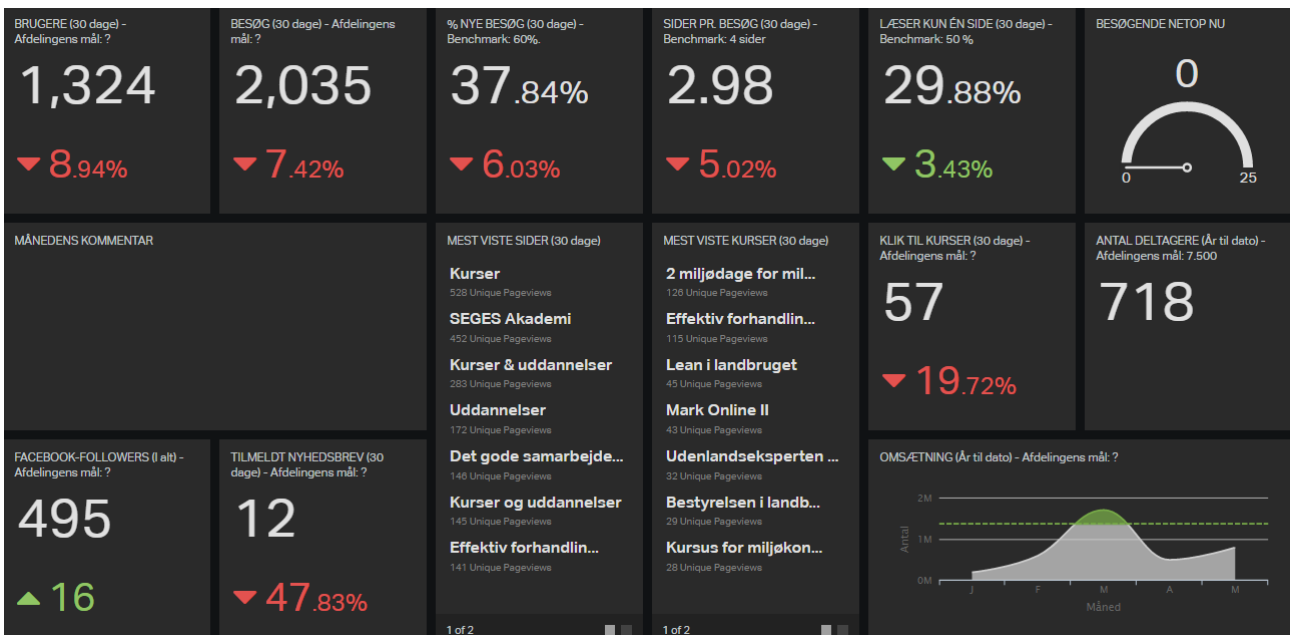 BRUGERE (30 dage) -
Afdelingens mål: ?
1,324
8.94%
BESØG (30 dage) - Afdelingens
mål: ?
2,035
7.42%
% NYE BESØG (30 dage) -
Benchmark: 60%.
37.84%
6.03%
SIDER PR. BESØG (30 dage) -
Benchmark: 4 sider
2.98
5.02%
LÆSER KUN ÉN SIDE (30 dage) -
Benchmark: 50 %
29.88%
3.43%
BESØGENDE NETOP NU
0
0
25
MÅNEDENS KOMMENTAR
MEST VISTE SIDER (30 dage)
Kurser
528 Unique Pageviews
SEGES Akademi
452 Unique Pageviews
Kurser & uddannelser
283 Unique Pageviews
Uddannelser
172 Unique Pageviews
Det gode samarbejde...
146 Unique Pageviews
Kurser og uddannelser
145 Unique Pageviews
Effektiv forhandlin...
141 Unique Pageviews
1 of 2
MEST VISTE KURSER (30 dage)
2 miljødage for mil...
126 Unique Pageviews
Effektiv forhandlin...
115 Unique Pageviews
Lean i landbruget
45 Unique Pageviews
Mark Online II
43 Unique Pageviews
Udenlandseksperten ...
32 Unique Pageviews
Bestyrelsen i landb...
29 Unique Pageviews
Kursus for miljøkon...
28 Unique Pageviews
1 of 2
KLIK TIL KURSER (30 dage) -
Afdelingens mål: ?
57
19.72%
ANTAL DELTAGERE (År til dato) -
Afdelingens mål: 7.500
718
FACEBOOK-FOLLOWERS (I alt) -
Afdelingens mål: ?
495
16
TILMELDT NYHEDSBREV (30
dage) - Afdelingens mål: ?
12
47.83%
OMSÆTNING (År til dato) - Afdelingens mål: ?
Antal
2M
1M
0M
J F M A M
Måned